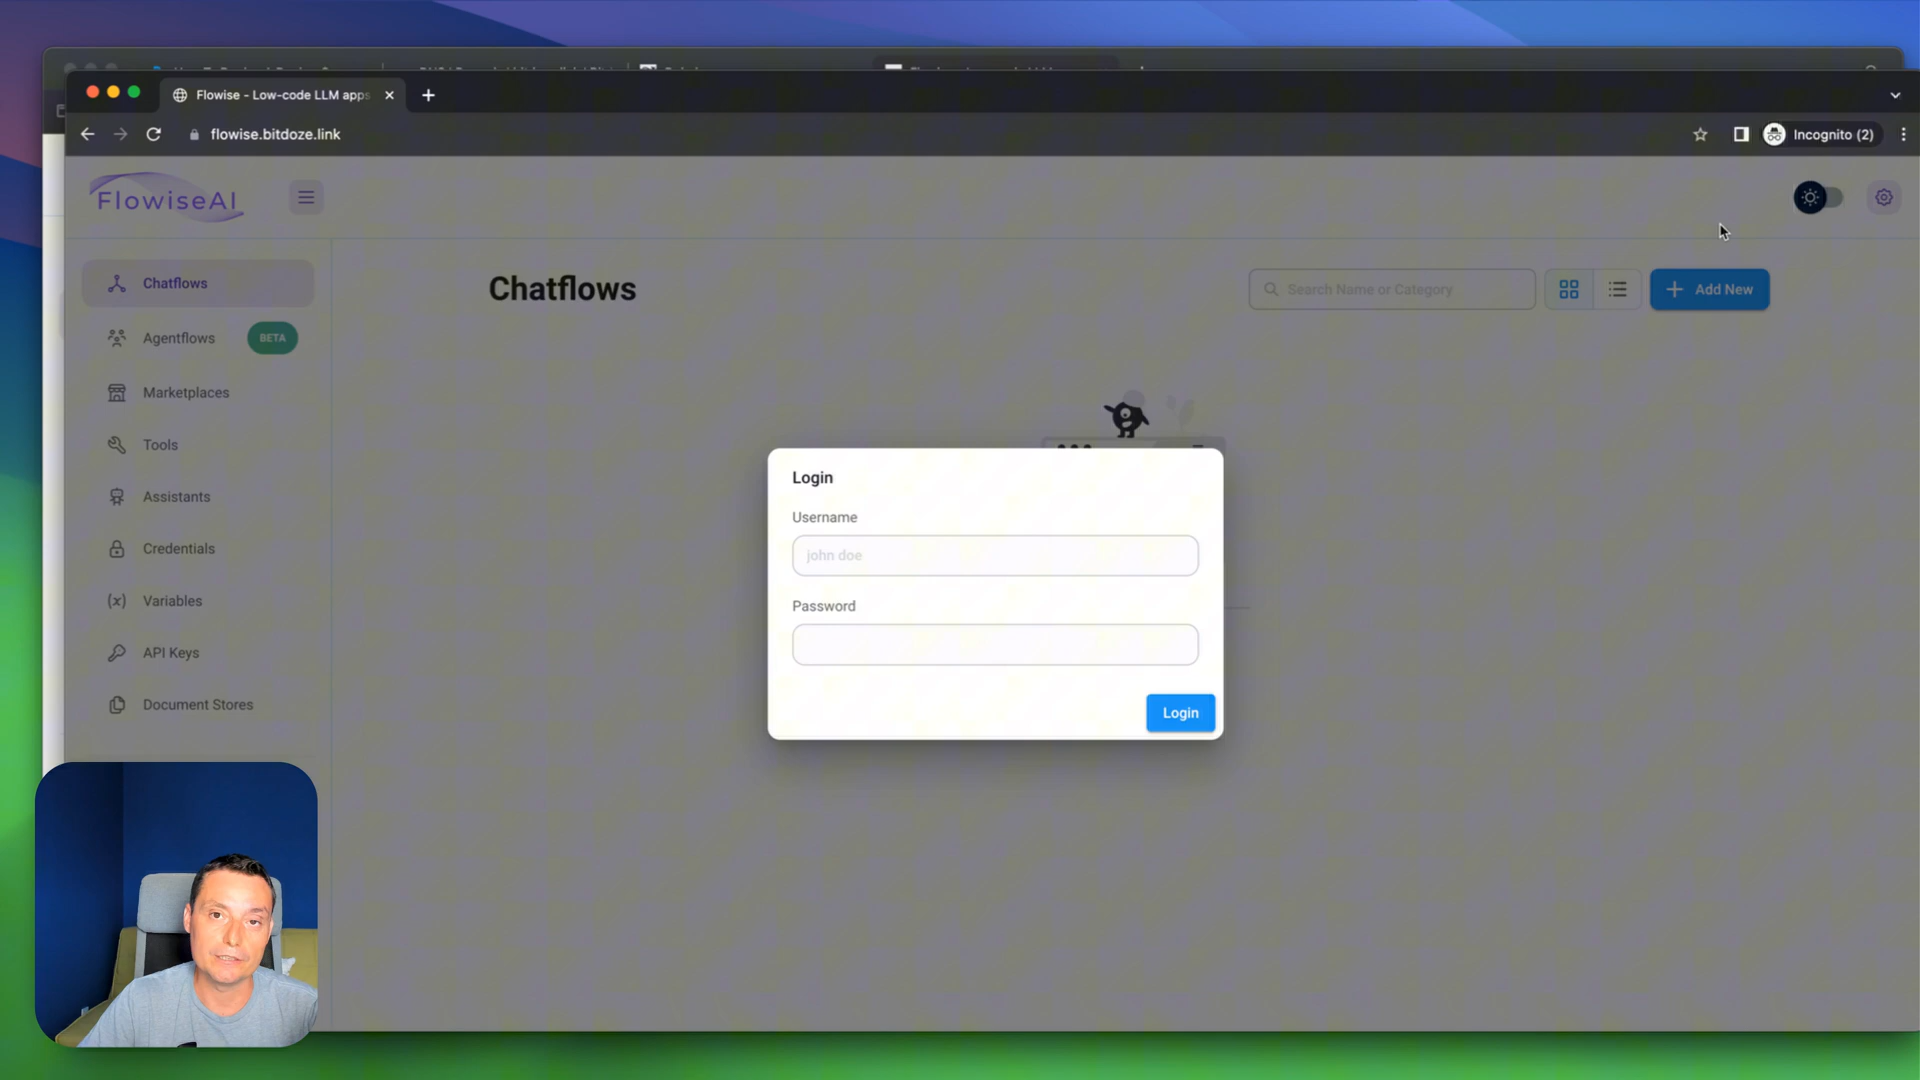 Flowise - Low-code LLM apps
flowise.bitdoze.link
Incognito (2)
FlowiseAI
Chatflows
Agentflows
BETA
Marketplaces
Tools
Assistants
Credentials
Variables
API Keys
Document Stores
Chatflows
Search Name or Category
Add New
Login
Username
john doe
Password
Login